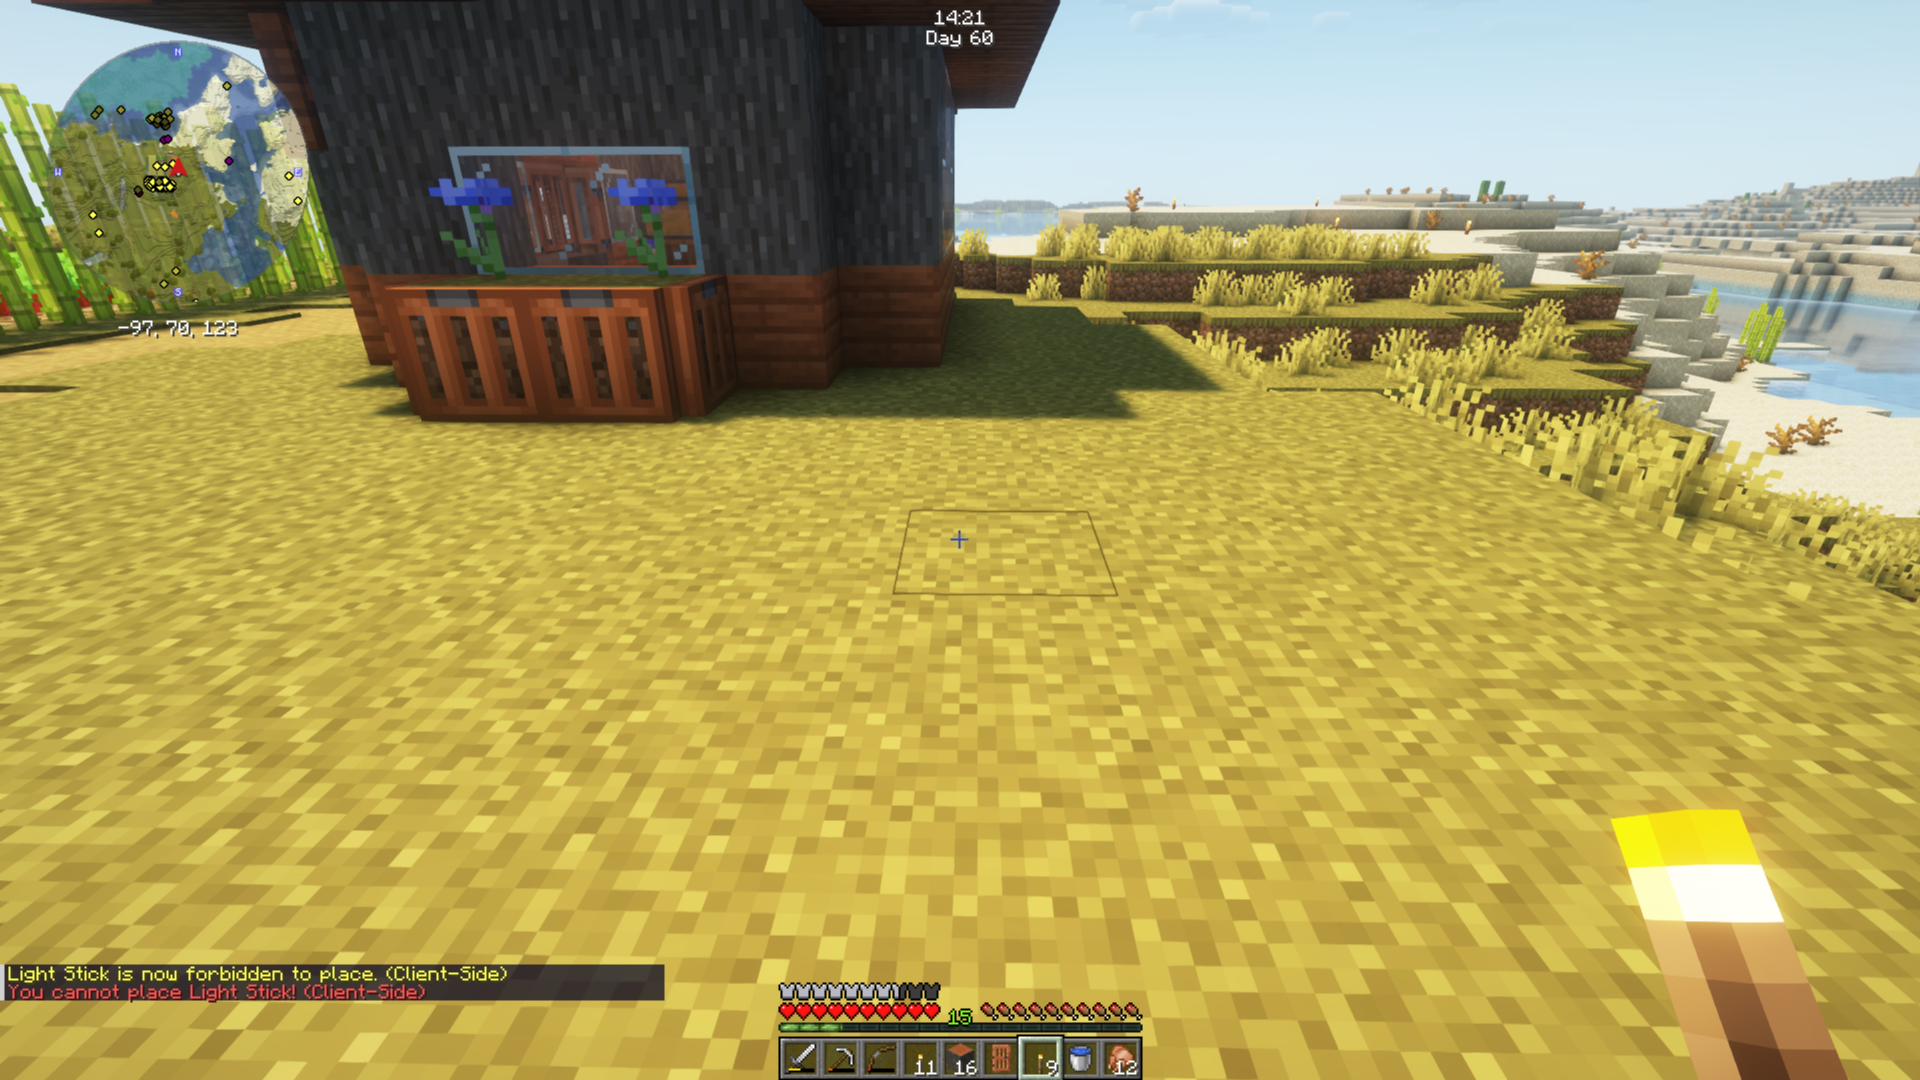 14:21
Day 60
N
W
E
S
-97, 70, 123
Light Stick is now forbidden to place. (Client-Side)
You cannot place Light Stick! (Client-Side)
15
11
16
9
12